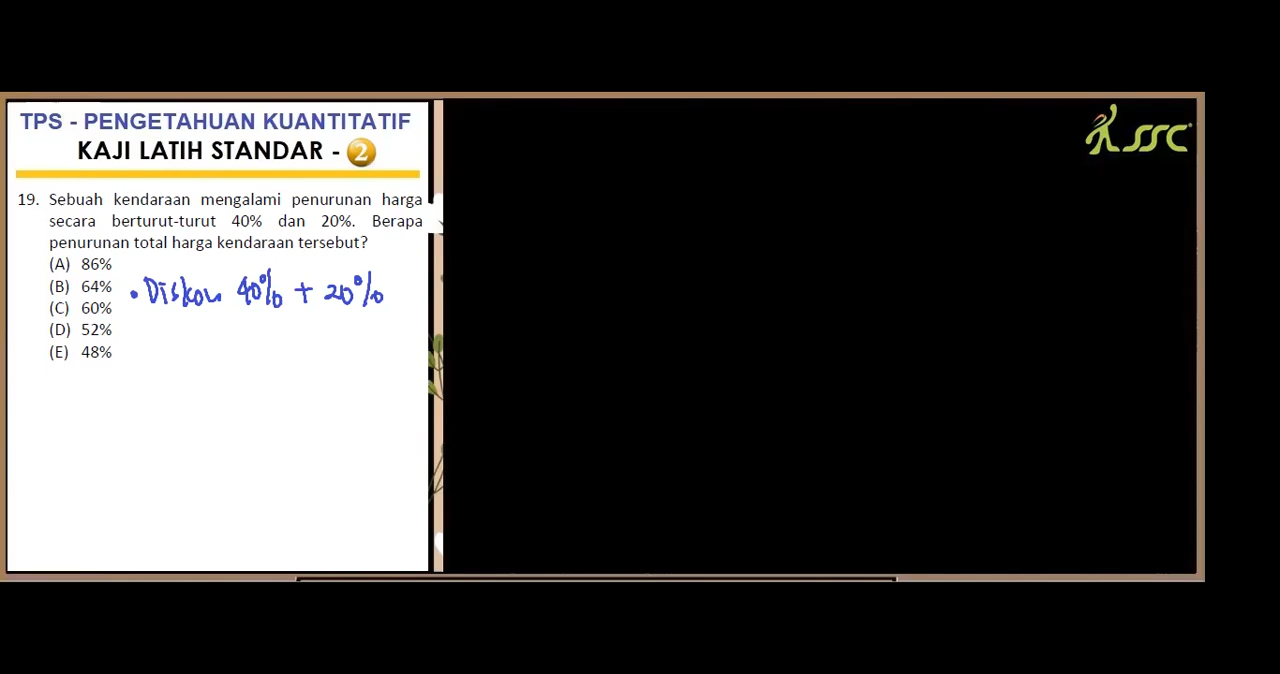 TPS - PENGETAHUAN KUANTITATIF
KAJI LATIH STANDAR - 2
19. Sebuah kendaraan mengalami penurunan harga
secara berturut-turut 40% dan 20%. Berapa
penurunan total harga kendaraan tersebut?
(A) 86%
(B) 64%
(C) 60%
(D) 52%
(E) 48%
• Diskon 40% + 20%
SSC